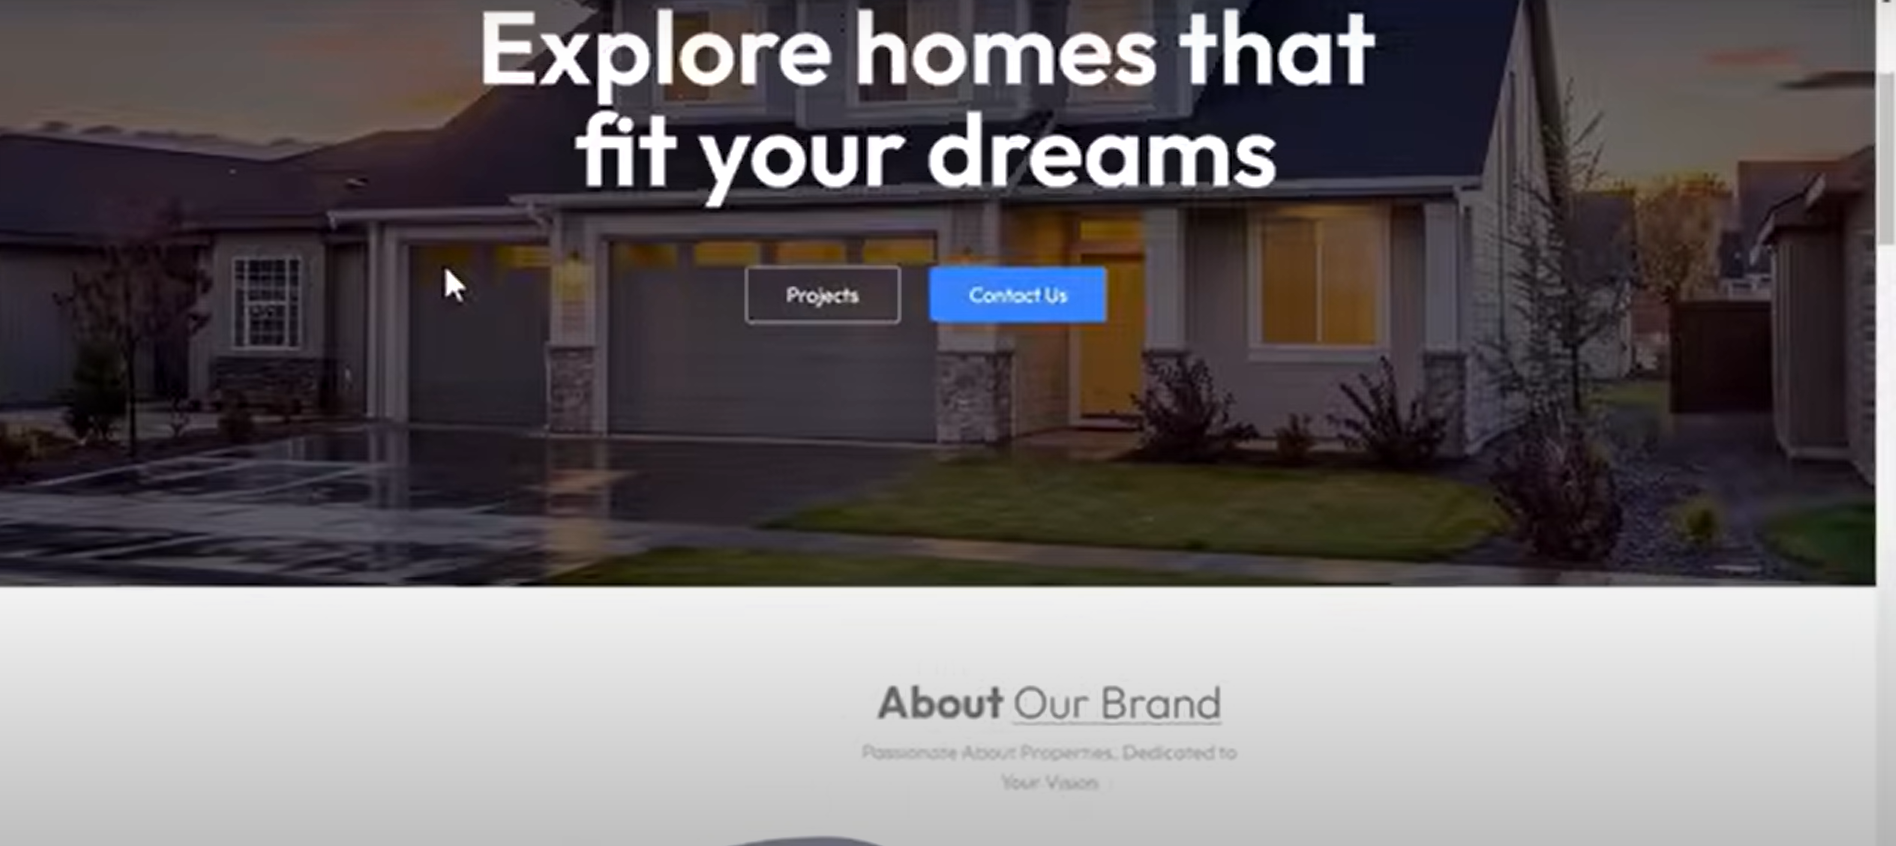 Explore homes that
fit your dreams
Projects
Contact Us
About Our Brand
Passionate About Properties, Dedicated to
Your Vision